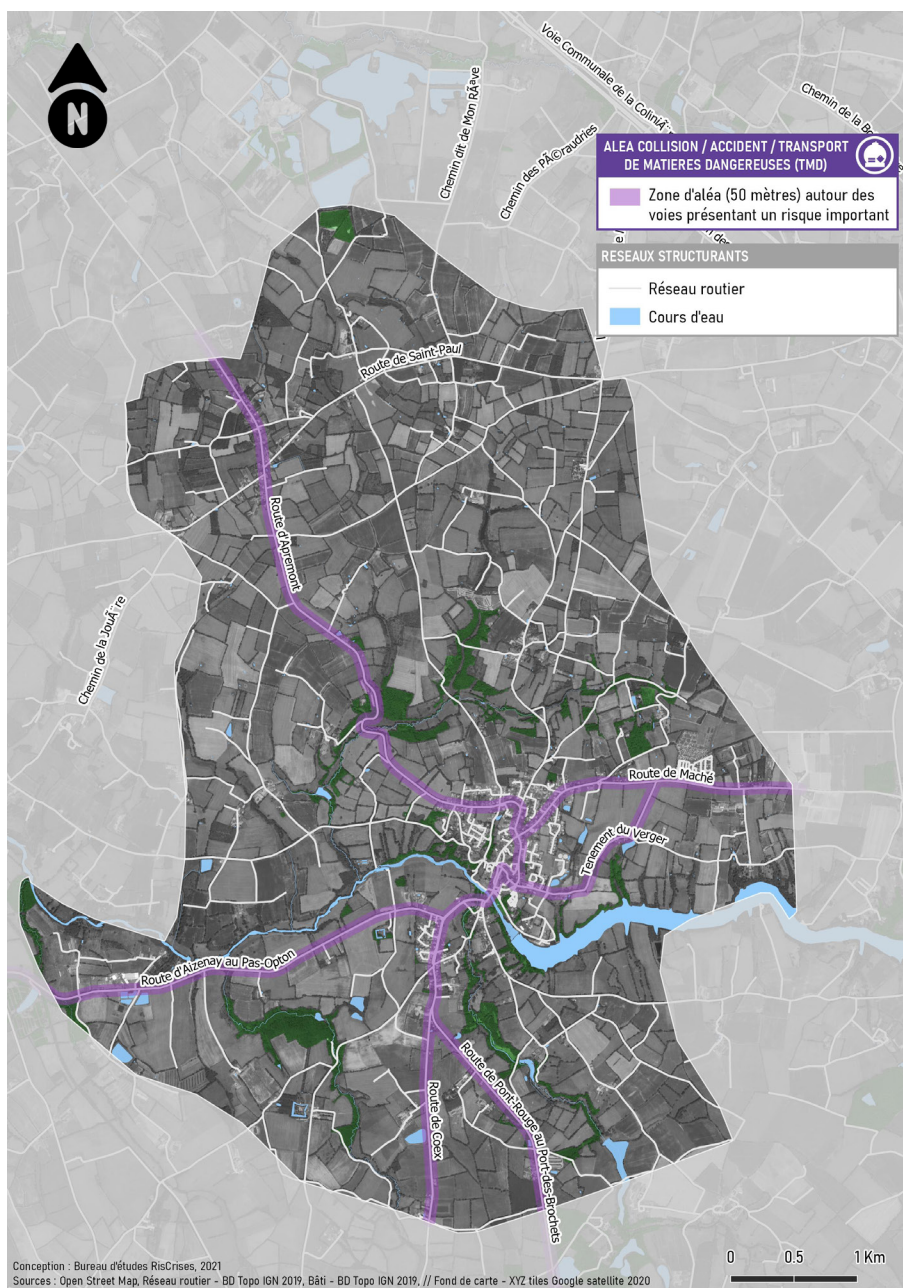 N
Voie Communale de la ColiniÃ¨r
Chemin de la Bo
Chemin dit de Mon RÃªve
Chemin des PÃ©raudries
ALEA COLLISION / ACCIDENT / TRANSPORT
DE MATIERES DANGEREUSES (TMD)
Zone d'aléa (50 mètres) autour des
voies présentant un risque important
RESEAUX STRUCTURANTS
Réseau routier
Cours d'eau
Route de Saint-Paul
Route d'Apremont
Chemin de la JouÃ¨re
Route de Maché
Tenement du Verger
Route d'Aizenay au Pas-Opton
Route de Pont-Rouge au Port-des-Brochets
Route de Coex
0 0.5 1 Km
Conception : Bureau d'études RisCrises, 2021
Sources : Open Street Map, Réseau routier - BD Topo IGN 2019, Bâti - BD Topo IGN 2019, // Fond de carte - XYZ tiles Google satellite 2020